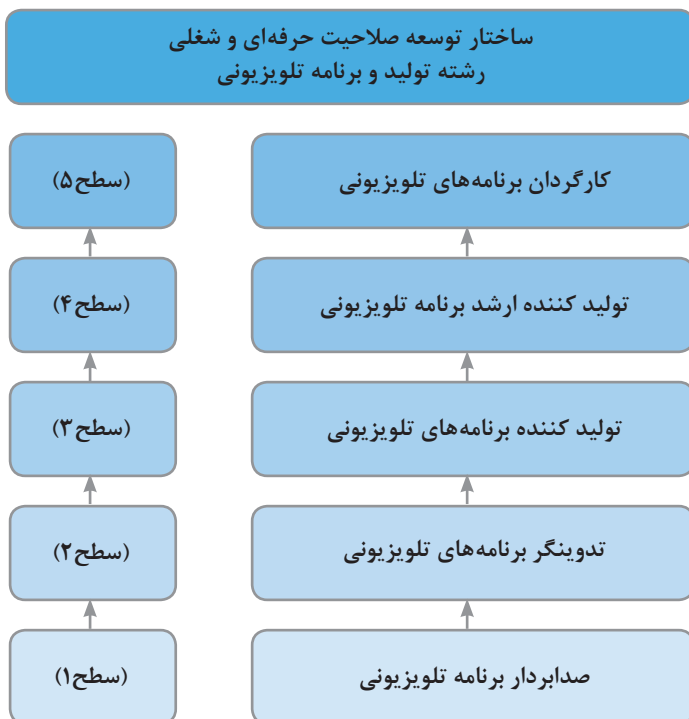 ساختار توسعه صلاحیت حرفه‌ای و شغلی
رشته تولید و برنامه تلویزیونی
کارگردان برنامه‌های تلویزیونی
(سطح۵)
تولید کننده ارشد برنامه تلویزیونی
(سطح۴)
تولید کننده برنامه‌های تلویزیونی
(سطح۳)
تدوینگر برنامه‌های تلویزیونی
(سطح۲)
صدابردار برنامه تلویزیونی
(سطح۱)